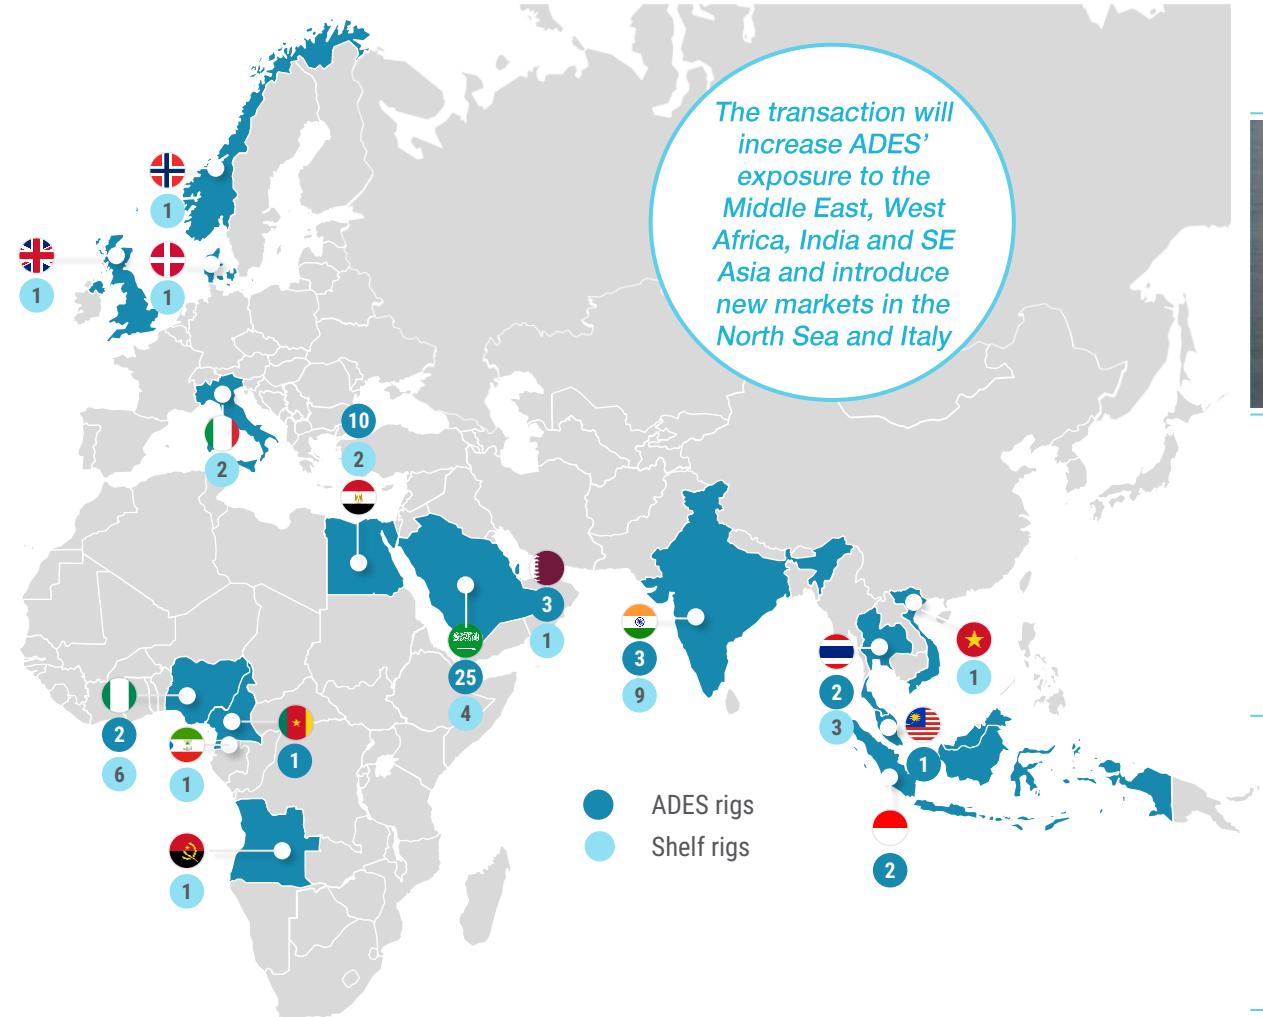 The transaction will
increase ADES’
exposure to the
Middle East, West
Africa, India and SE
Asia and introduce
new markets in the
North Sea and Italy
1
1
1
2
10
2
3
1
25
4
3
9
2
3
1
1
2
2
6
1
1
1
ADES rigs
Shelf rigs